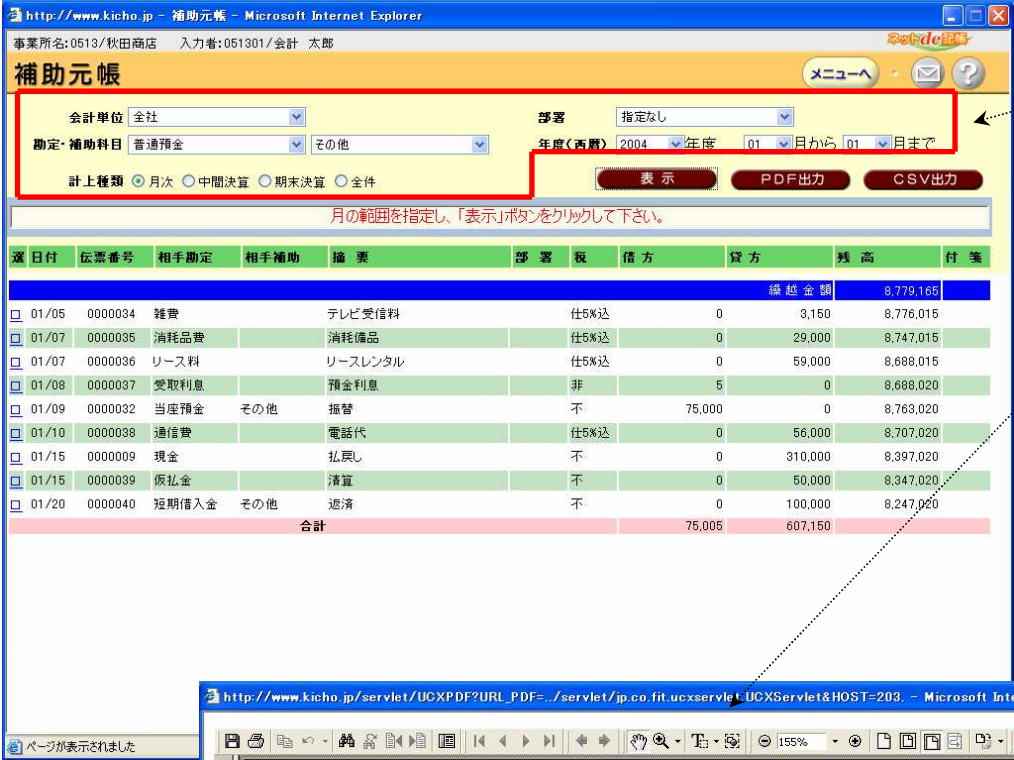 http://www.kicho.jp - 補助元帳 - Microsoft Internet Explorer
事業所名:0513/秋田商店 入力者:051301/会計 太郎 ネットde記帳
補助元帳 メニューへ ?
会計単位 全社 部署 指定なし
勘定・補助科目 普通預金 その他 年度(西暦) 2004 年度 01 月から 01 月まで
計上種類 月次 中間決算 期末決算 全件 表示 PDF出力 CSV出力
月の範囲を指定し、「表示」ボタンをクリックして下さい。
選 日付 伝票番号 相手勘定 相手補助 摘要 部署 税 借方 貸方 残高 付箋
繰越金額 8,779,165
01/05 0000034 雑費 テレビ受信料 仕5%込 0 3,150 8,776,015
01/07 0000035 消耗品費 消耗備品 仕5%込 0 29,000 8,747,015
01/07 0000036 リース料 リースレンタル 仕5%込 0 59,000 8,688,015
01/08 0000037 受取利息 預金利息 非 5 0 8,688,020
01/09 0000032 当座預金 その他 振替 不 75,000 0 8,763,020
01/10 0000038 通信費 電話代 仕5%込 0 56,000 8,707,020
01/15 0000009 現金 払戻し 不 0 310,000 8,397,020
01/15 0000039 仮払金 清算 不 0 50,000 8,347,020
01/20 0000040 短期借入金 その他 返済 不 0 100,000 8,247,020
合計 75,005 607,150
http://www.kicho.jp/servlet/UCXPDF?URL_PDF=../servlet/jp.co.fit.ucxservlet.UCXServlet&HOST=203. - Microsoft Inte
155%
ページが表示されました